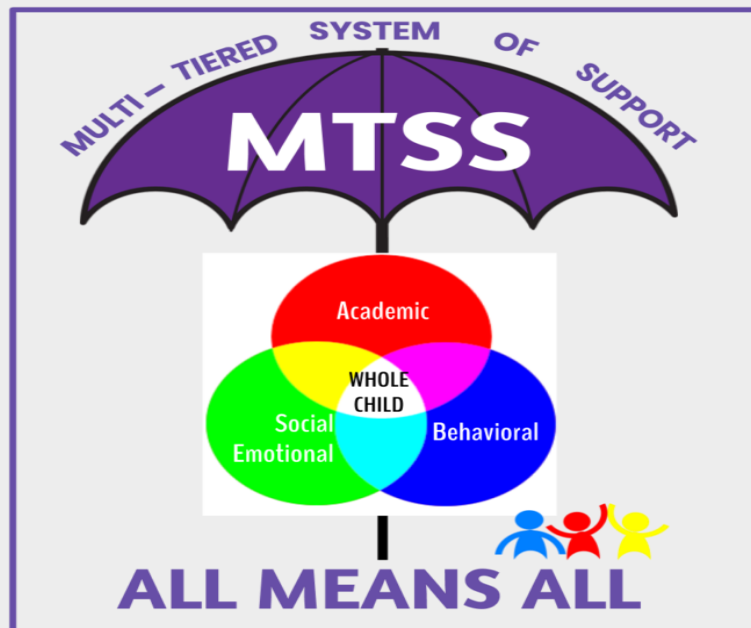 MULTI - TIERED SYSTEM OF SUPPORT
MTSS
Academic
WHOLE
CHILD
Social
Emotional
Behavioral
ALL MEANS ALL